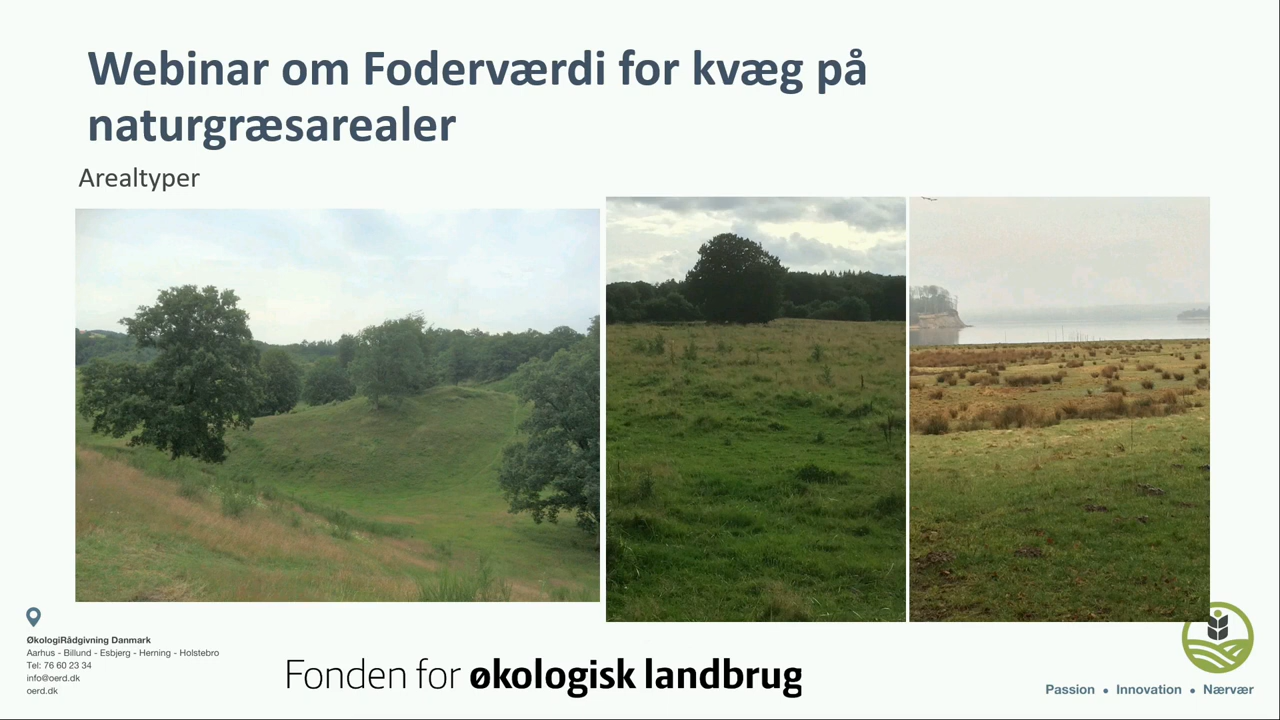 Webinar om Foderværdi for kvæg på
naturgræsarealer
Arealtyper
ØkologiRådgivning Danmark
Aarhus - Billund - Esbjerg - Herning - Holstebro
Tel: 76 60 23 34
info@oerd.dk
oerd.dk
Fonden for økologisk landbrug
Passion • Innovation • Nærvær